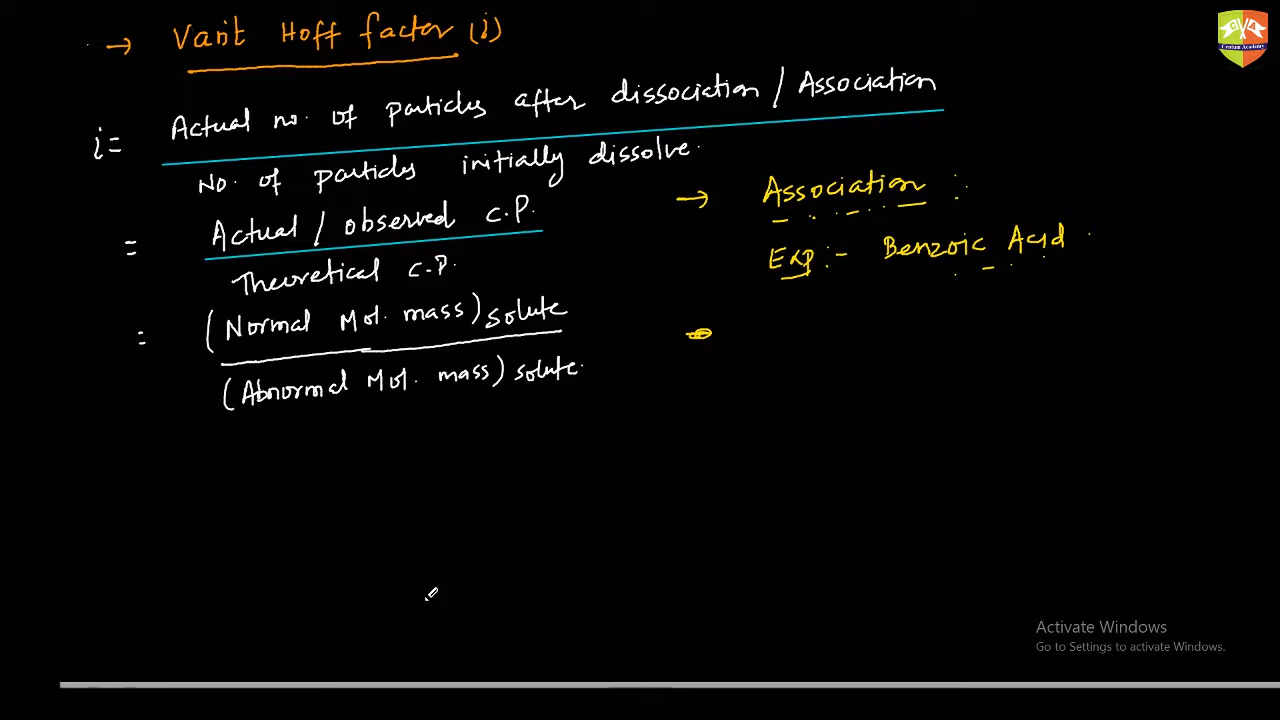 → Van't Hoff factor (i)
i= Actual no. of particles after dissociation / Association
No. of particles initially dissolve.
= Actual / observed C.P.
Theoretical C.P.
= (Normal Mol. mass) solute
(Abnormal Mol. mass) solute.
→ Association :
Exp :- Benzoic Acid
C A
Centum Academy
Activate Windows
Go to Settings to activate Windows.